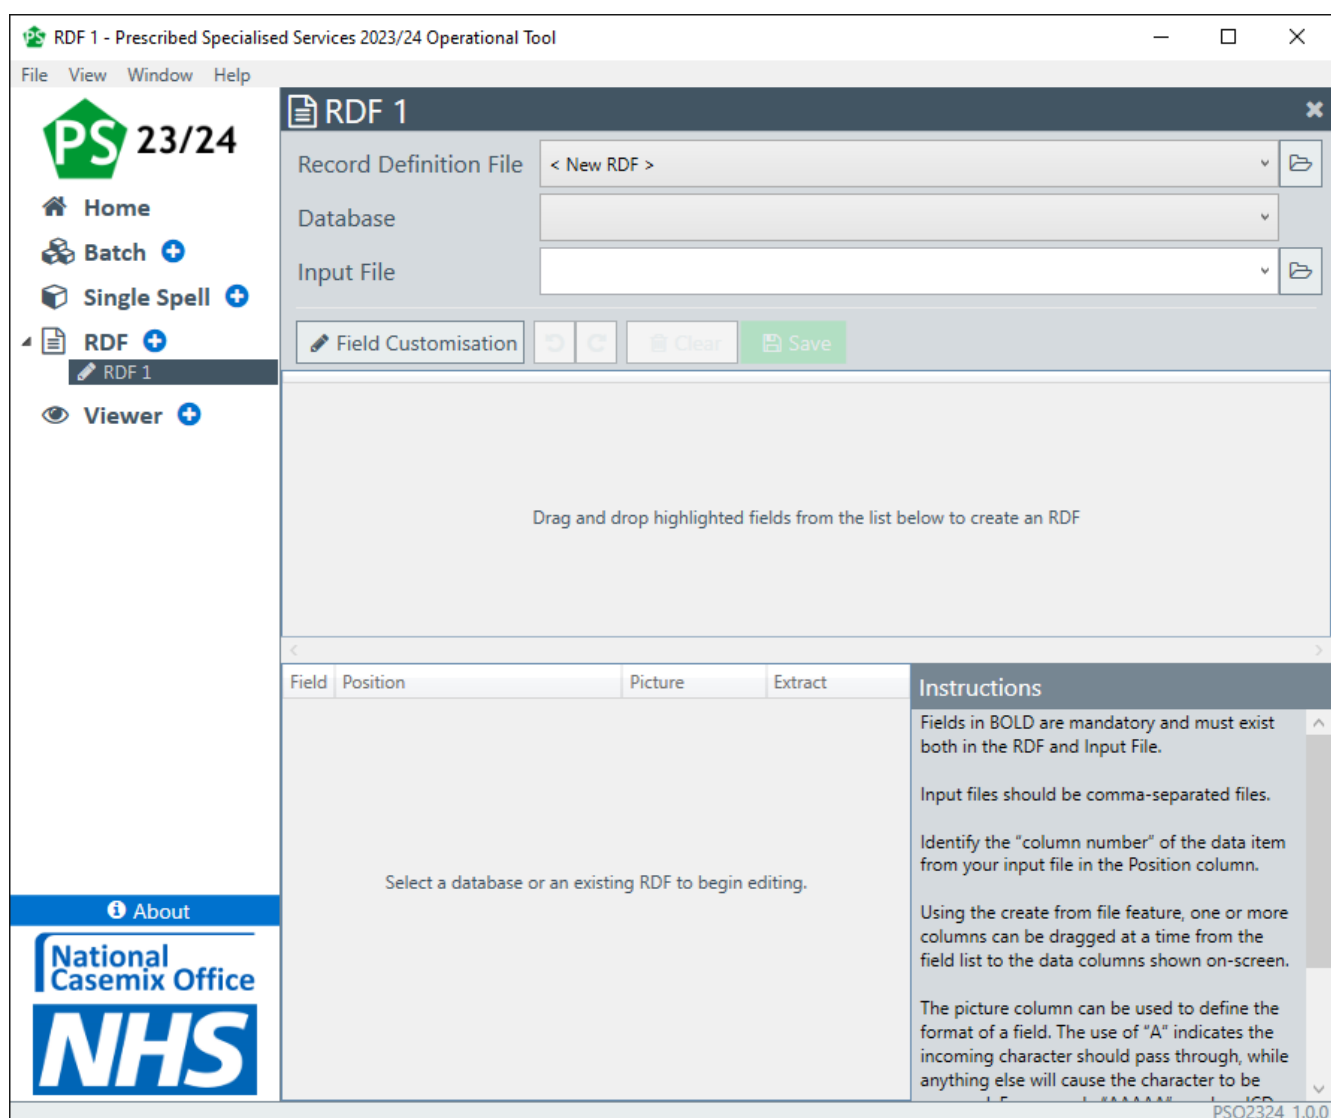 RDF 1 - Prescribed Specialised Services 2023/24 Operational Tool
File View Window Help
PS 23/24
Home
Batch
Single Spell
RDF
RDF 1
Viewer
About
National
Casemix Office
NHS
RDF 1
Record Definition File < New RDF >
Database
Input File
Field Customisation Clear Save
Drag and drop highlighted fields from the list below to create an RDF
Field Position Picture Extract
Select a database or an existing RDF to begin editing.
Instructions
Fields in BOLD are mandatory and must exist
both in the RDF and Input File.
Input files should be comma-separated files.
Identify the “column number” of the data item
from your input file in the Position column.
Using the create from file feature, one or more
columns can be dragged at a time from the
field list to the data columns shown on-screen.
The picture column can be used to define the
format of a field. The use of “A” indicates the
incoming character should pass through, while
anything else will cause the character to be
PSO2324 1.0.0